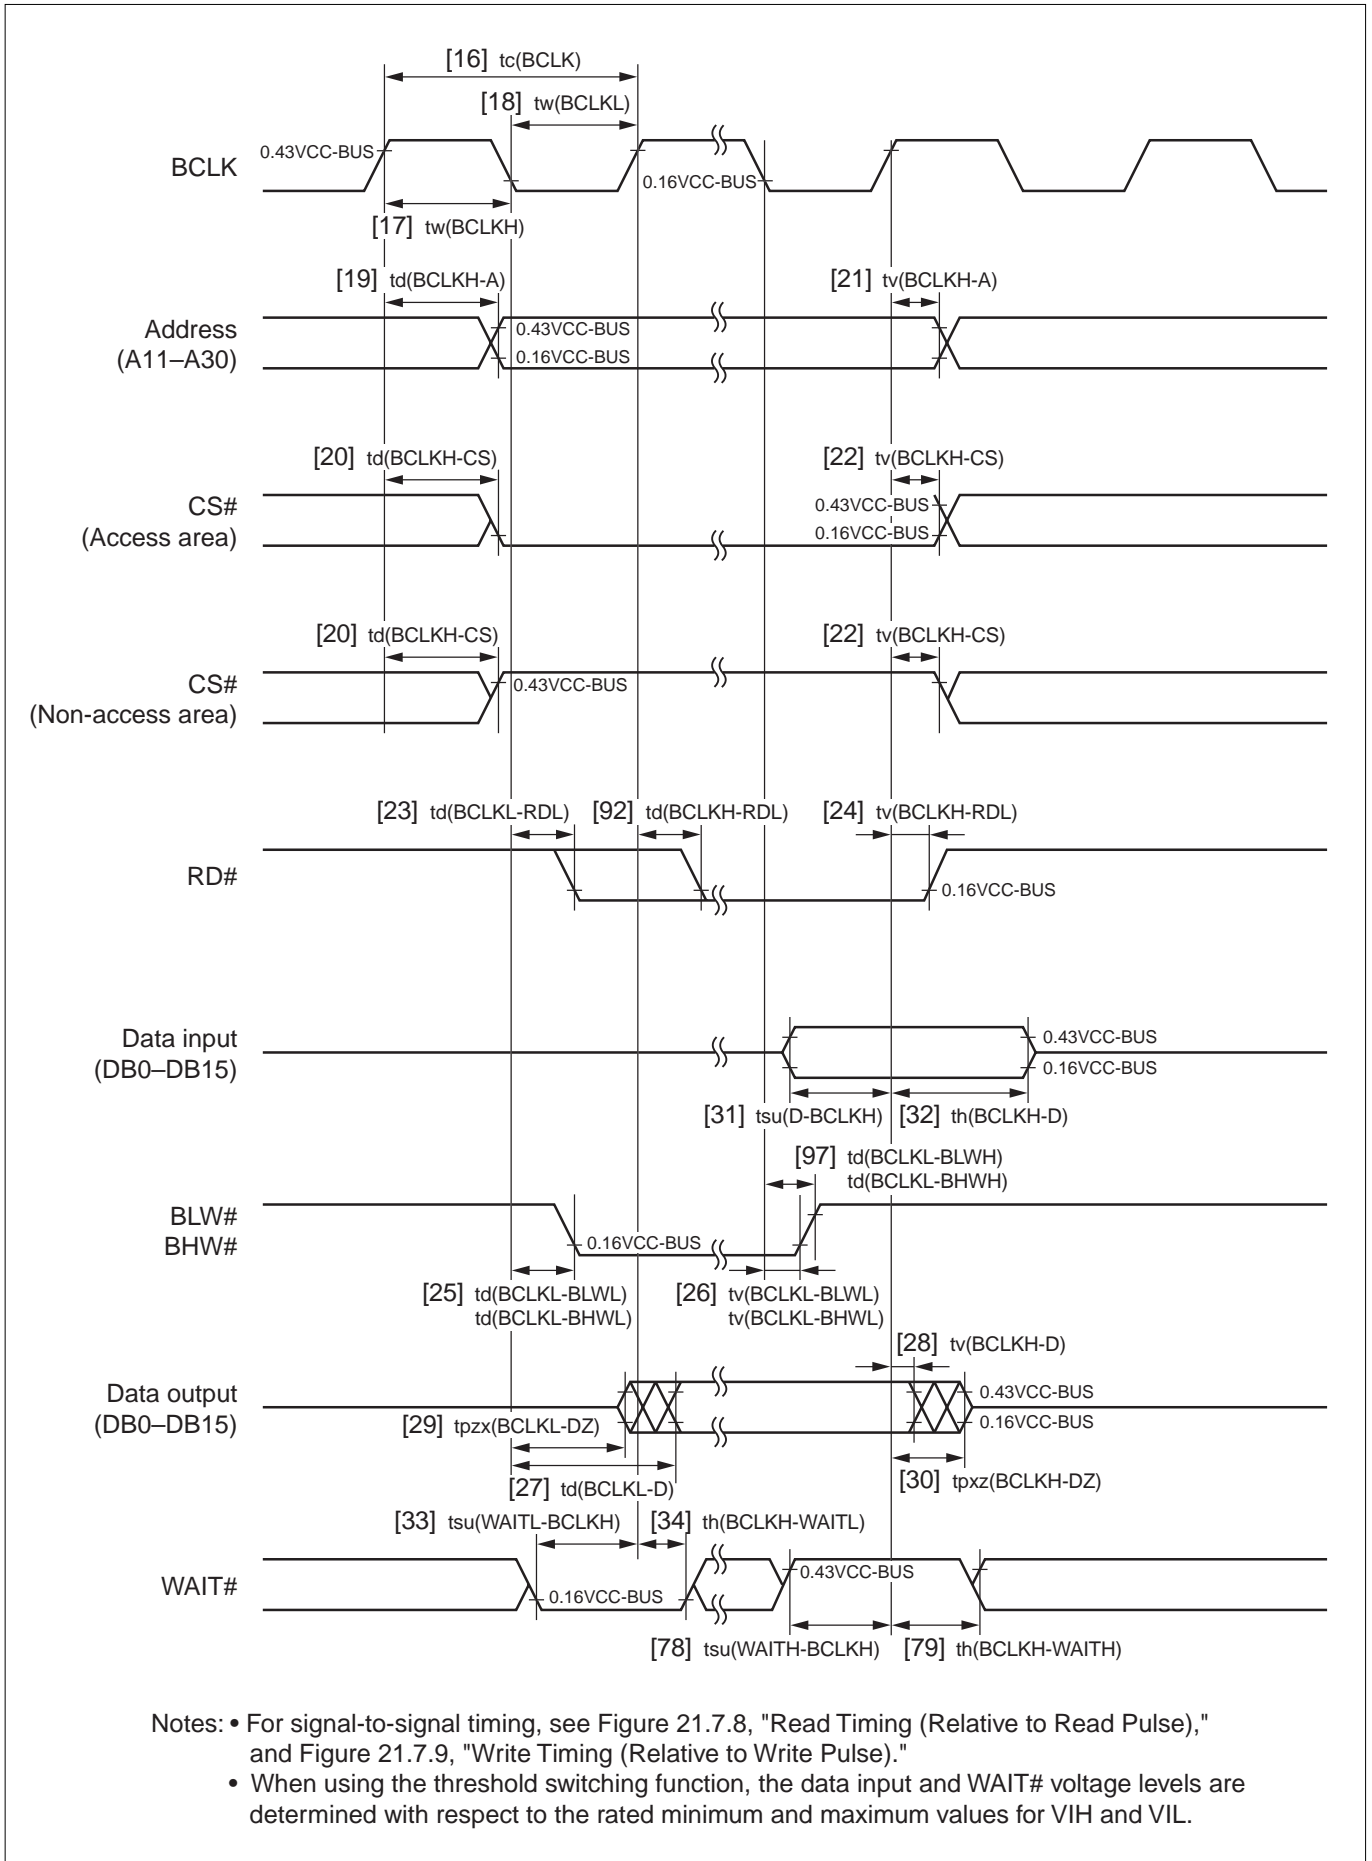 [16] tc(BCLK)
[18] tw(BCLKL)
BCLK
0.43VCC-BUS
0.16VCC-BUS
[17] tw(BCLKH)
[19] td(BCLKH-A)
[21] tv(BCLKH-A)
Address
(A11–A30)
0.43VCC-BUS
0.16VCC-BUS
[20] td(BCLKH-CS)
[22] tv(BCLKH-CS)
CS#
(Access area)
0.43VCC-BUS
0.16VCC-BUS
[20] td(BCLKH-CS)
[22] tv(BCLKH-CS)
CS#
(Non-access area)
0.43VCC-BUS
[23] td(BCLKL-RDL)
[92] td(BCLKH-RDL)
[24] tv(BCLKH-RDL)
RD#
0.16VCC-BUS
Data input
(DB0–DB15)
0.43VCC-BUS
0.16VCC-BUS
[31] tsu(D-BCLKH)
[32] th(BCLKH-D)
[97] td(BCLKL-BLWH)
td(BCLKL-BHWH)
BLW#
BHW#
0.16VCC-BUS
[25] td(BCLKL-BLWL)
td(BCLKL-BHWL)
[26] tv(BCLKL-BLWL)
tv(BCLKL-BHWL)
[28] tv(BCLKH-D)
Data output
(DB0–DB15)
0.43VCC-BUS
0.16VCC-BUS
[29] tpzx(BCLKL-DZ)
[27] td(BCLKL-D)
[30] tpxz(BCLKH-DZ)
[33] tsu(WAITL-BCLKH)
[34] th(BCLKH-WAITL)
WAIT#
0.16VCC-BUS
0.43VCC-BUS
[78] tsu(WAITH-BCLKH)
[79] th(BCLKH-WAITH)
Notes: • For signal-to-signal timing, see Figure 21.7.8, "Read Timing (Relative to Read Pulse),"
and Figure 21.7.9, "Write Timing (Relative to Write Pulse)."
• When using the threshold switching function, the data input and WAIT# voltage levels are
determined with respect to the rated minimum and maximum values for VIH and VIL.